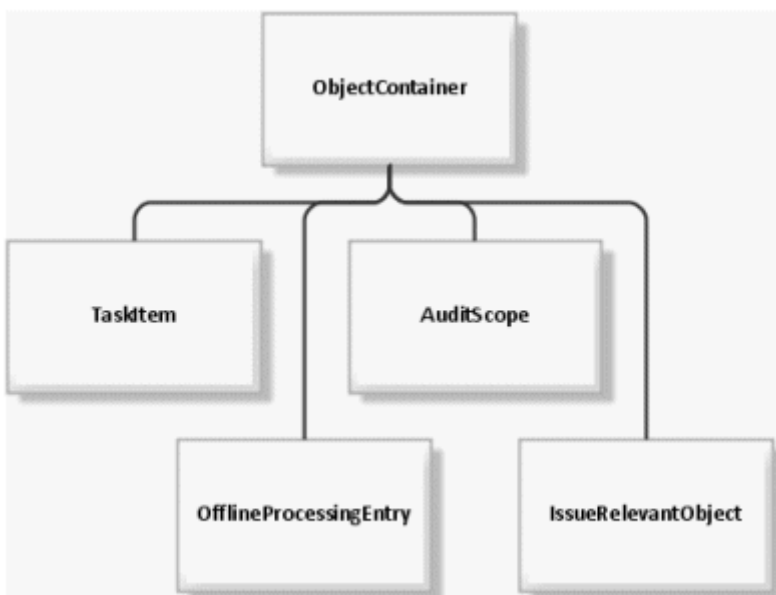 ObjectContainer
TaskItem
AuditScope
OfflineProcessingEntry
IssueRelevantObject